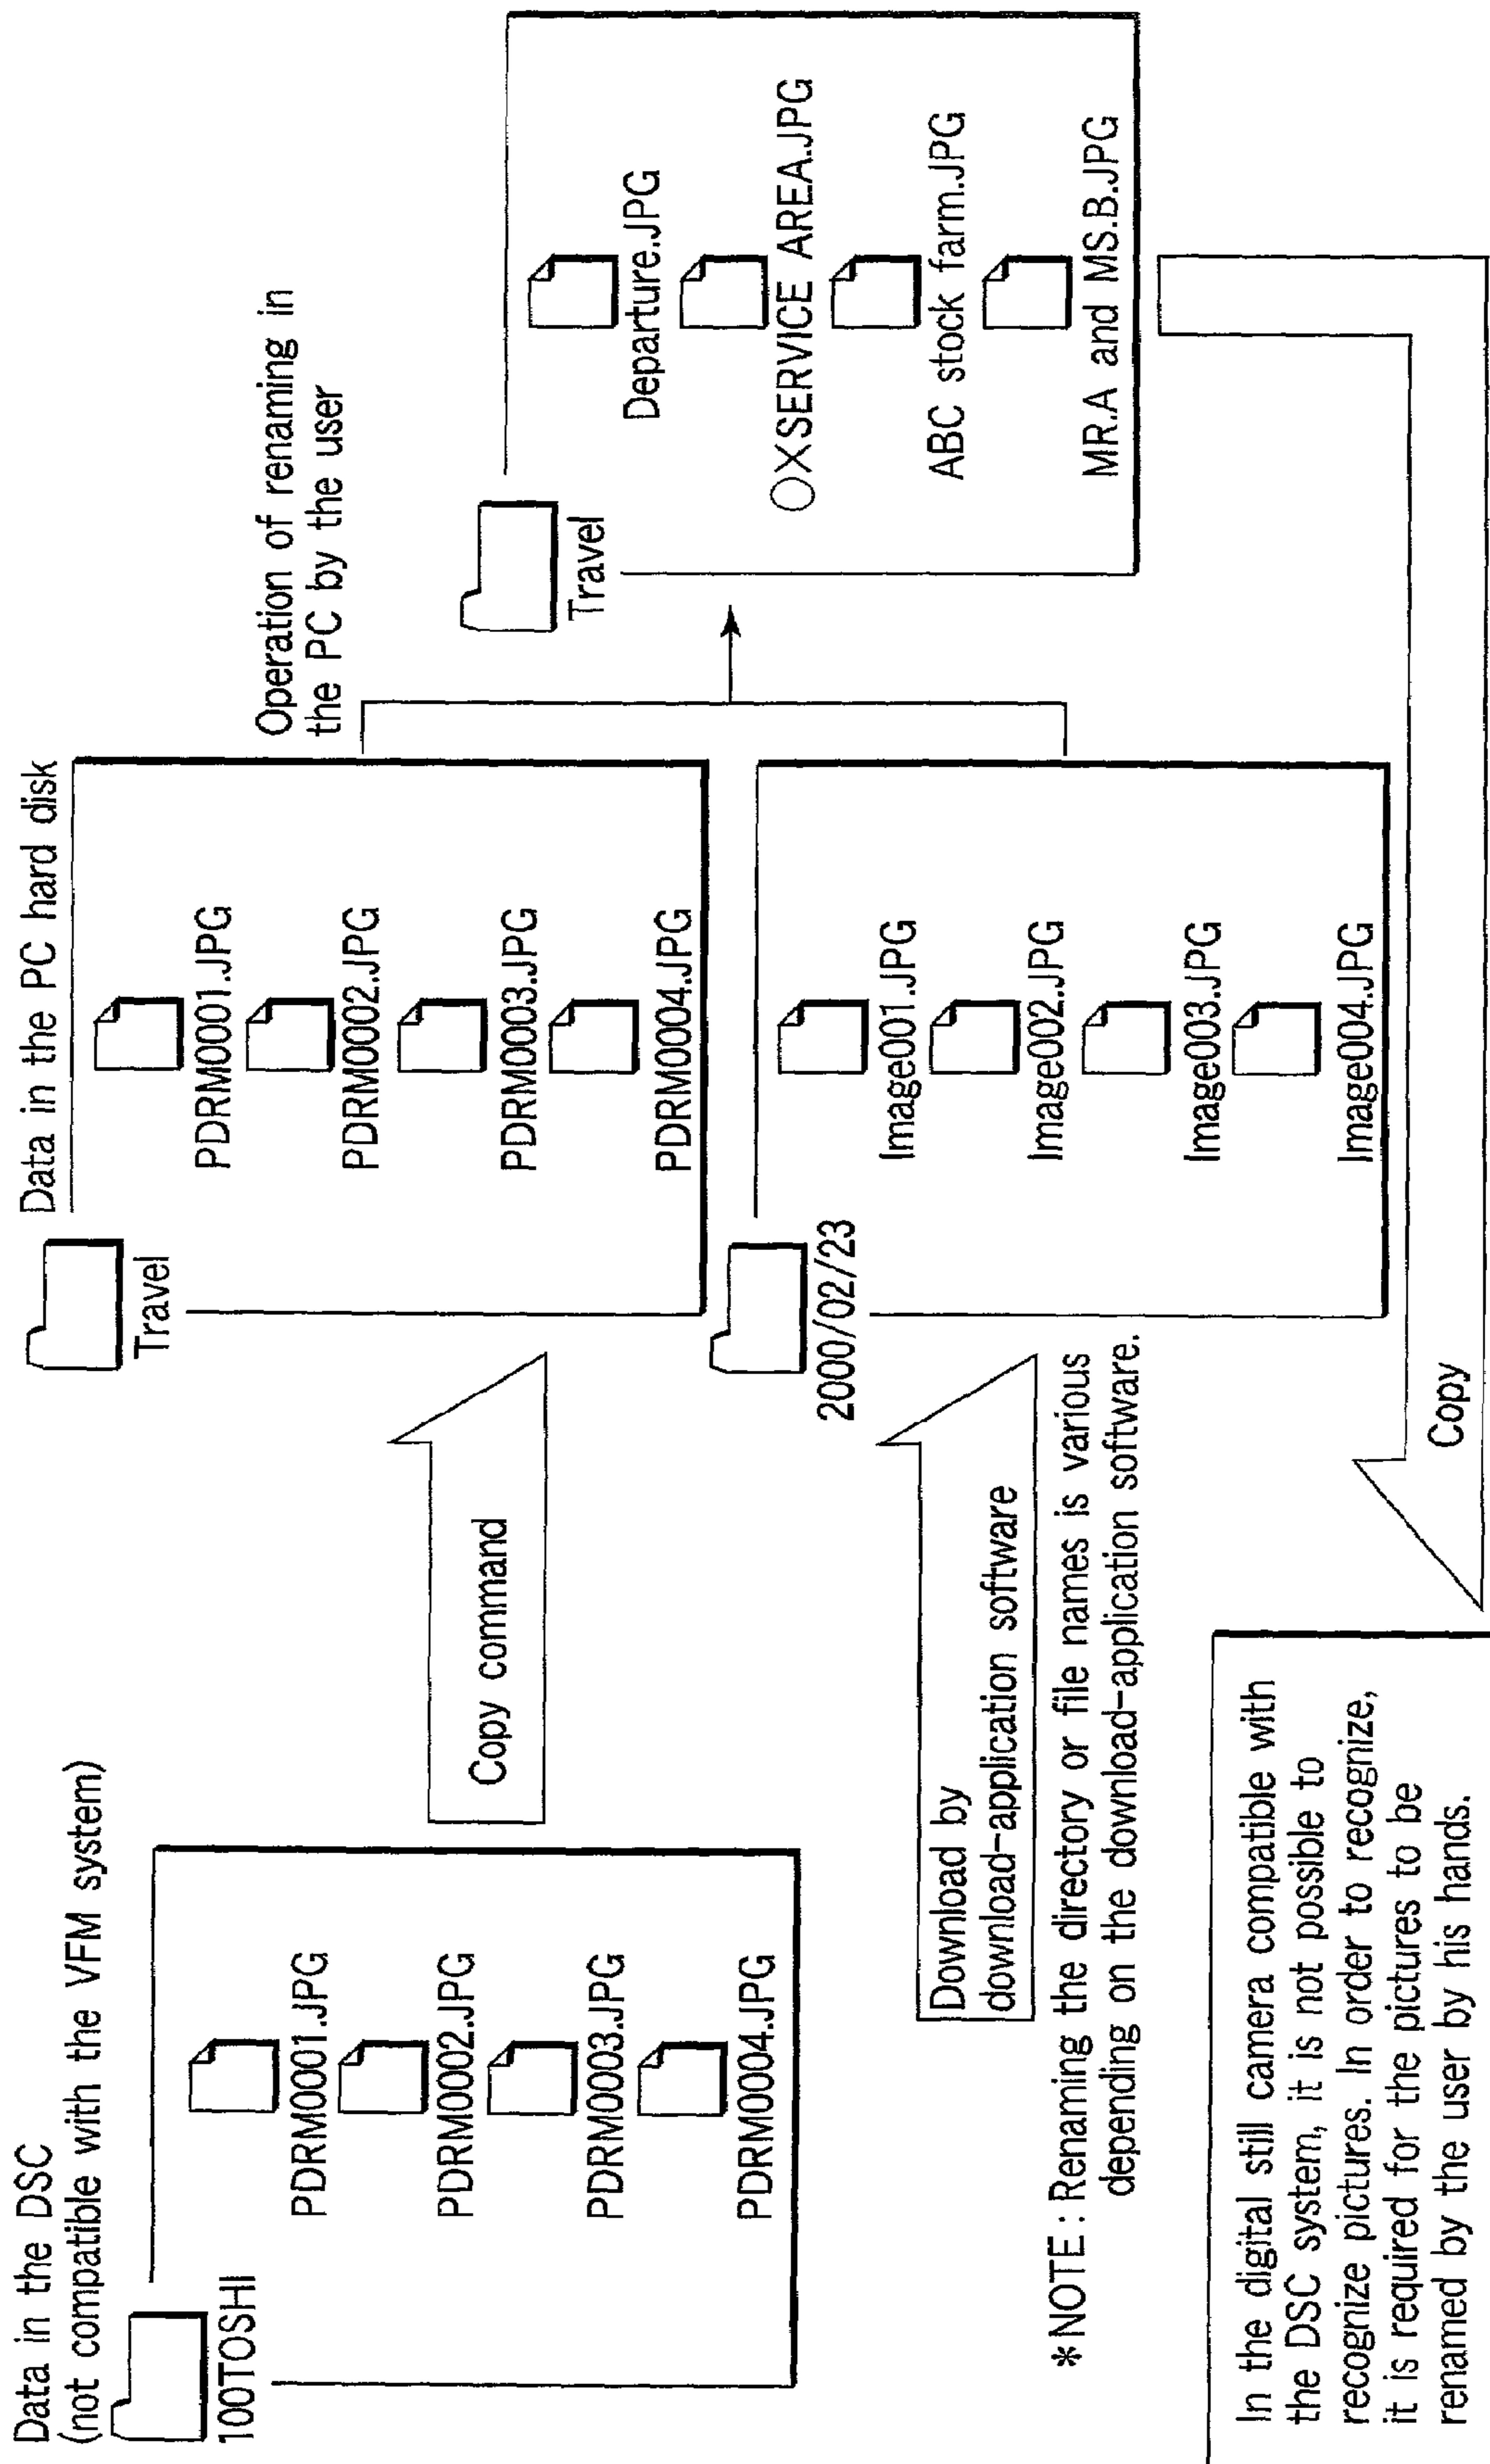 Data in the DSC
(not compatible with the VFM system)
100TOSHI
PDRM0001.JPG
PDRM0002.JPG
PDRM0003.JPG
PDRM0004.JPG
Copy command
Download by
download-application software
*NOTE : Renaming the directory or file names is various
depending on the download-application software.
Data in the PC hard disk
Travel
PDRM0001.JPG
PDRM0002.JPG
PDRM0003.JPG
PDRM0004.JPG
2000/02/23
Image001.JPG
Image002.JPG
Image003.JPG
Image004.JPG
Operation of renaming in
the PC by the user
Travel
Departure.JPG
○×SERVICE AREA.JPG
ABC stock farm.JPG
MR.A and MS.B.JPG
Copy
In the digital still camera compatible with
the DSC system, it is not possible to
recognize pictures. In order to recognize,
it is required for the pictures to be
renamed by the user by his hands.